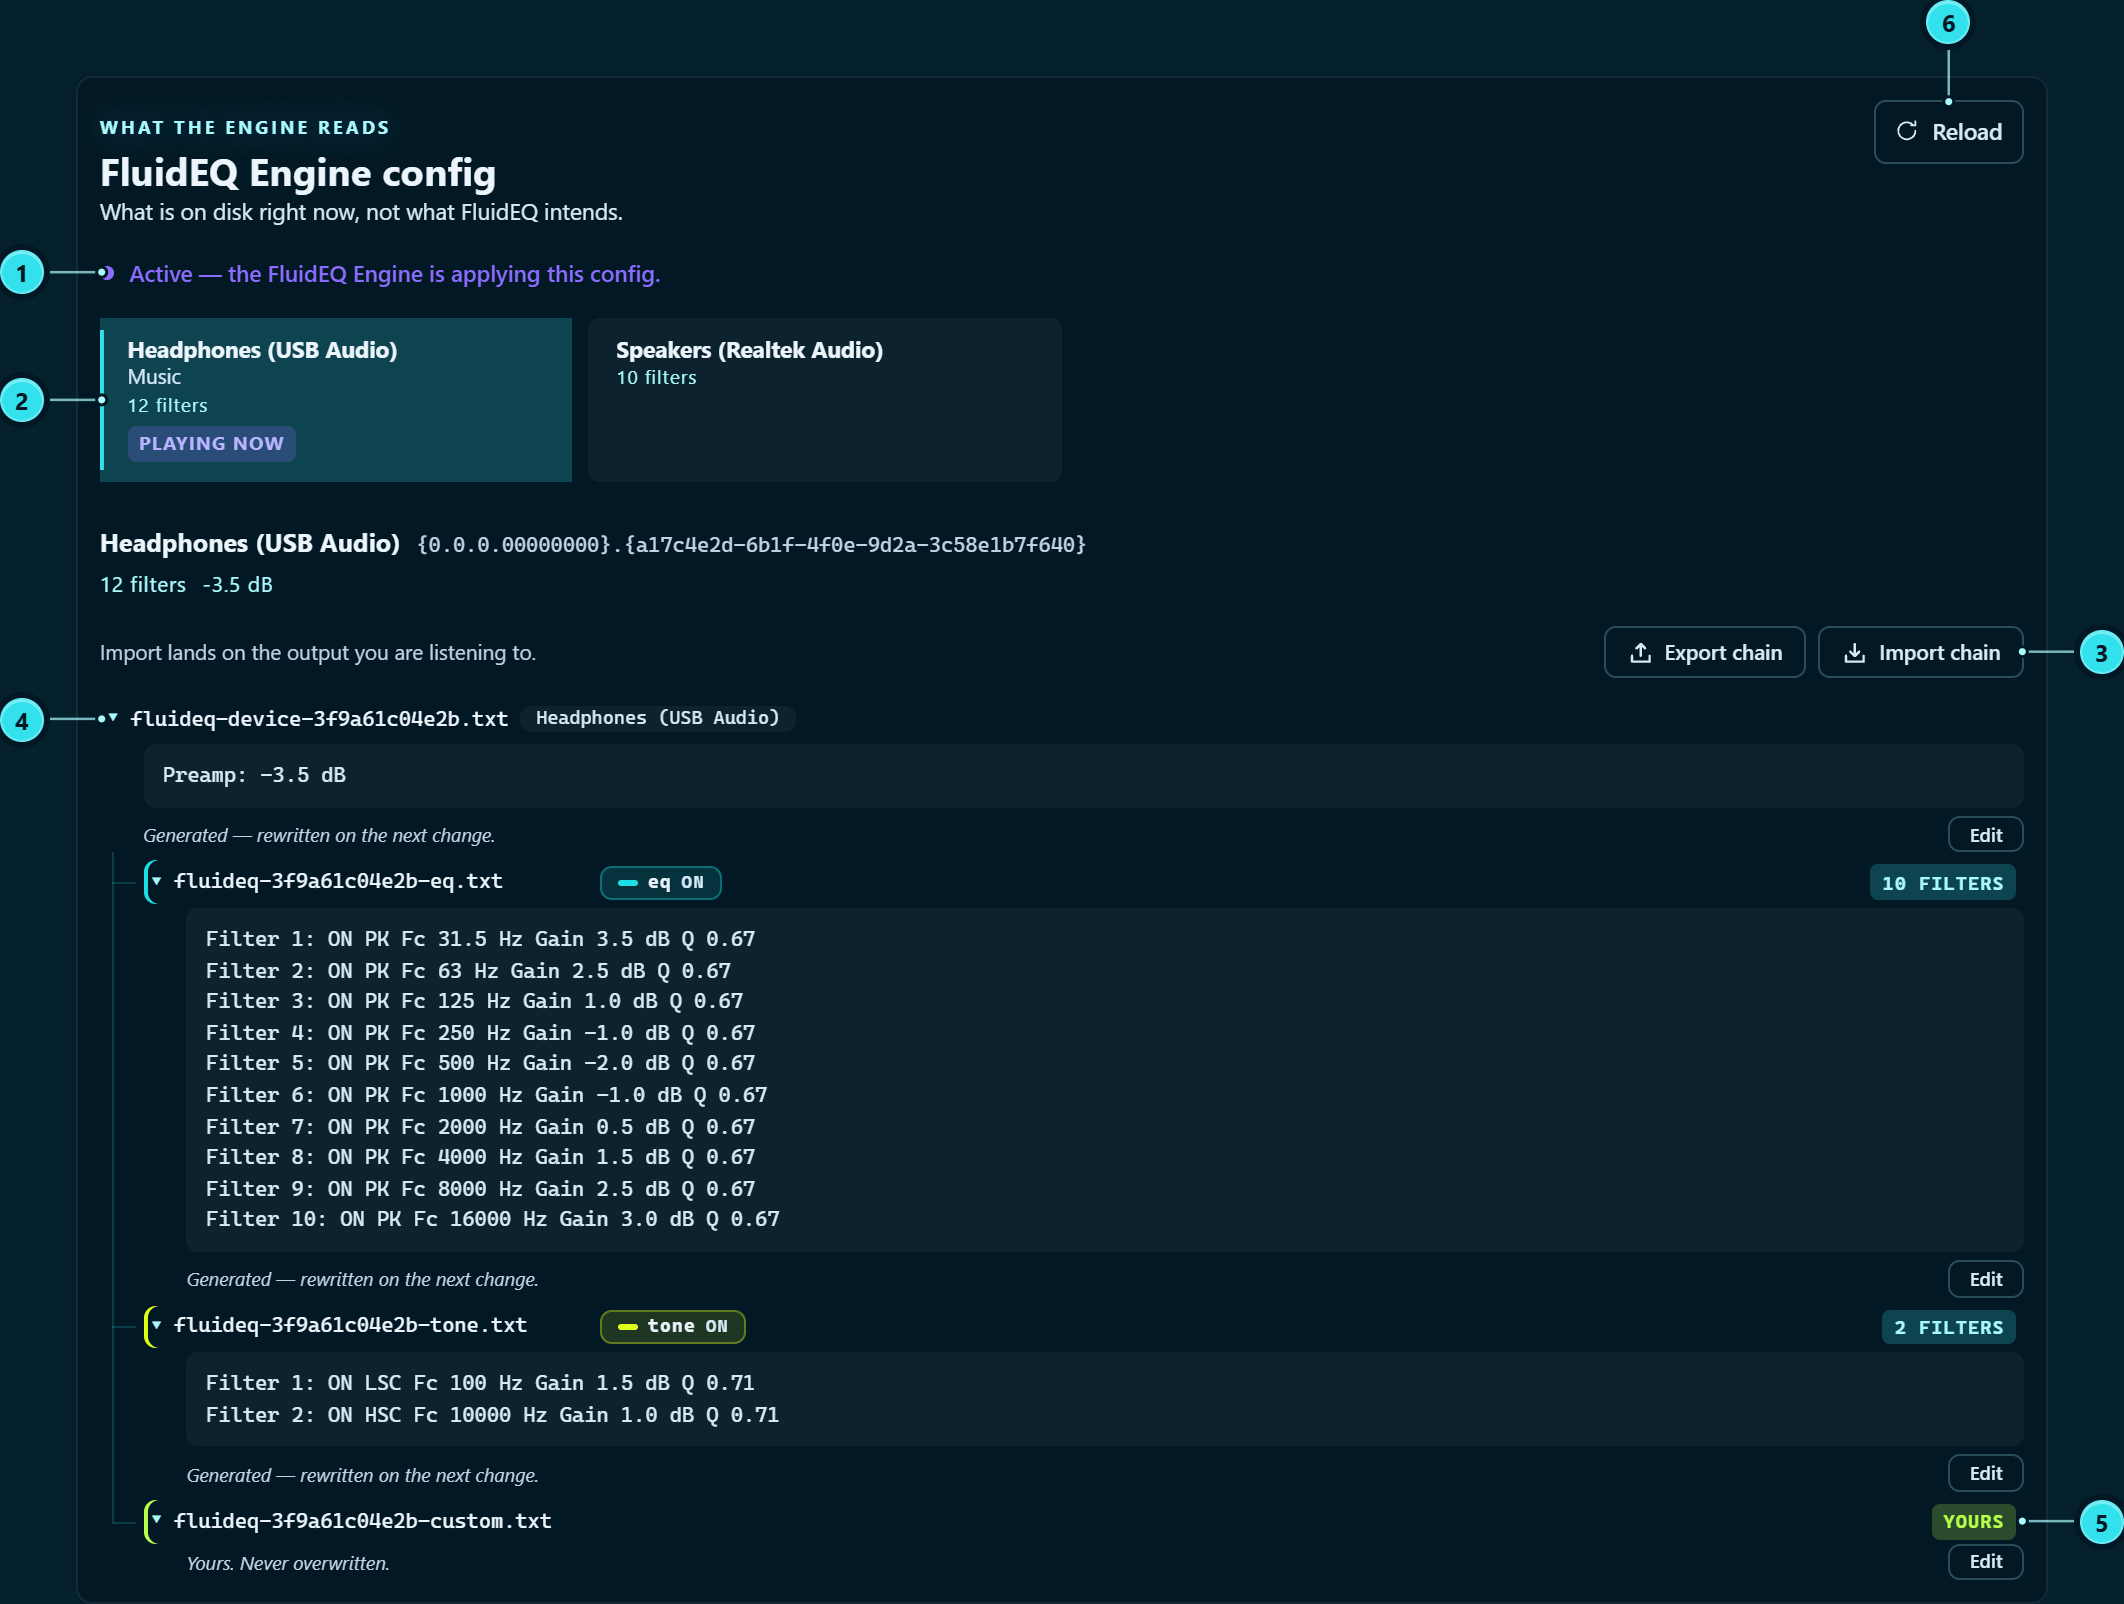 6
WHAT THE ENGINE READS
Reload
FluidEQ Engine config
What is on disk right now, not what FluidEQ intends.
1
Active — the FluidEQ Engine is applying this config.
2
Headphones (USB Audio)
Music
12 filters
PLAYING NOW
Speakers (Realtek Audio)
10 filters
Headphones (USB Audio) {0.0.0.00000000}.{a17c4e2d-6b1f-4f0e-9d2a-3c58e1b7f640}
12 filters -3.5 dB
Import lands on the output you are listening to.
Export chain
Import chain
3
4
fluideq-device-3f9a61c04e2b.txt Headphones (USB Audio)
Preamp: -3.5 dB
Generated — rewritten on the next change.
Edit
fluideq-3f9a61c04e2b-eq.txt
eq ON
10 FILTERS
Filter 1: ON PK Fc 31.5 Hz Gain 3.5 dB Q 0.67
Filter 2: ON PK Fc 63 Hz Gain 2.5 dB Q 0.67
Filter 3: ON PK Fc 125 Hz Gain 1.0 dB Q 0.67
Filter 4: ON PK Fc 250 Hz Gain -1.0 dB Q 0.67
Filter 5: ON PK Fc 500 Hz Gain -2.0 dB Q 0.67
Filter 6: ON PK Fc 1000 Hz Gain -1.0 dB Q 0.67
Filter 7: ON PK Fc 2000 Hz Gain 0.5 dB Q 0.67
Filter 8: ON PK Fc 4000 Hz Gain 1.5 dB Q 0.67
Filter 9: ON PK Fc 8000 Hz Gain 2.5 dB Q 0.67
Filter 10: ON PK Fc 16000 Hz Gain 3.0 dB Q 0.67
Generated — rewritten on the next change.
Edit
fluideq-3f9a61c04e2b-tone.txt
tone ON
2 FILTERS
Filter 1: ON LSC Fc 100 Hz Gain 1.5 dB Q 0.71
Filter 2: ON HSC Fc 10000 Hz Gain 1.0 dB Q 0.71
Generated — rewritten on the next change.
Edit
fluideq-3f9a61c04e2b-custom.txt
YOURS
5
Yours. Never overwritten.
Edit